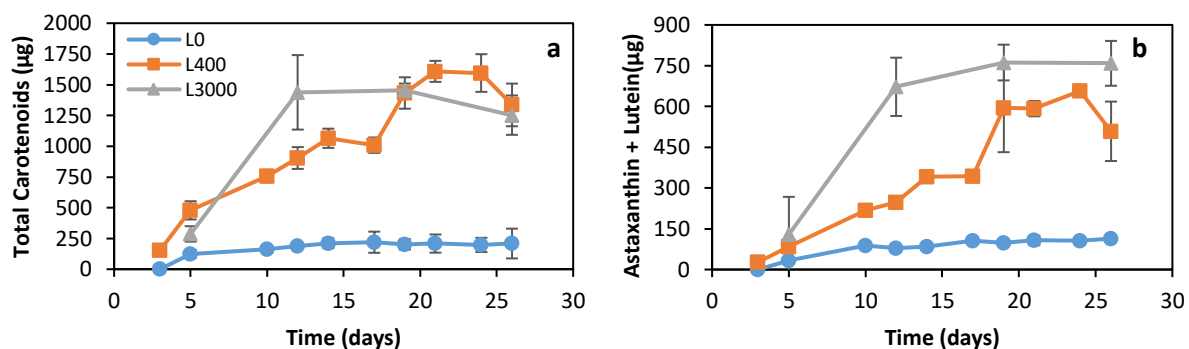 Total Carotenoids (µg)
2000
1750
1500
1250
1000
750
500
250
0
L0
L400
L3000
a
0 5 10 15 20 25 30
Time (days)
Astaxanthin + Lutein(µg)
900
750
600
450
300
150
0
b
0 5 10 15 20 25 30
Time (days)